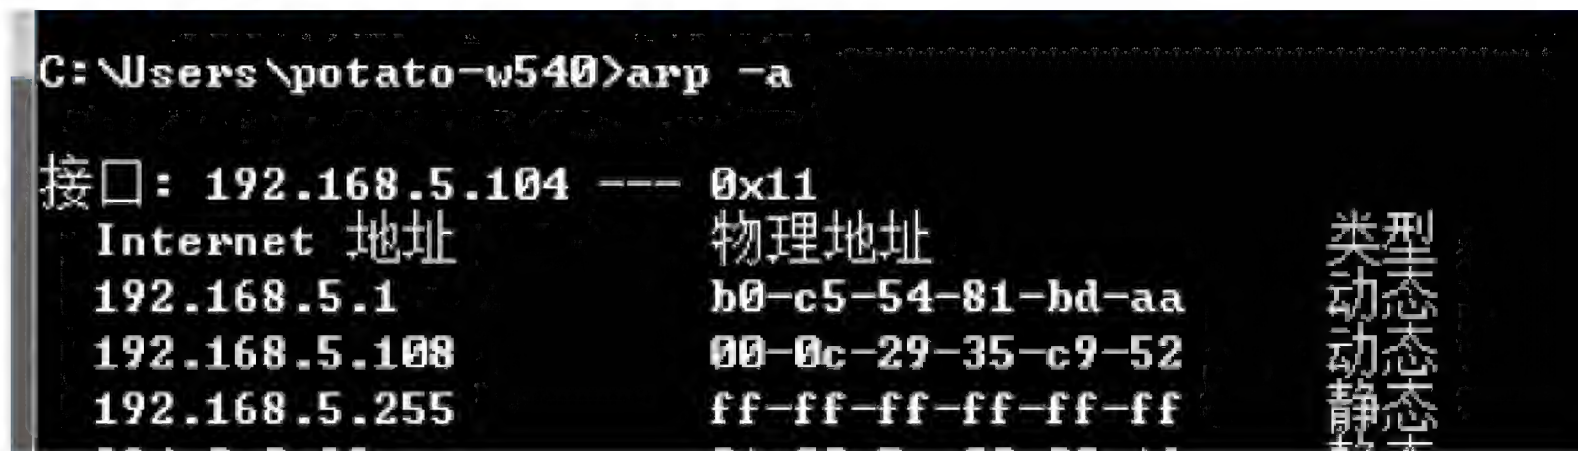 C:\Users\potato-w540>arp -a
接口: 192.168.5.104 --- 0x11
Internet 地址 物理地址 类型
192.168.5.1 b0-c5-54-81-bd-aa 动态
192.168.5.108 00-0c-29-35-c9-52 动态
192.168.5.255 ff-ff-ff-ff-ff-ff 静态